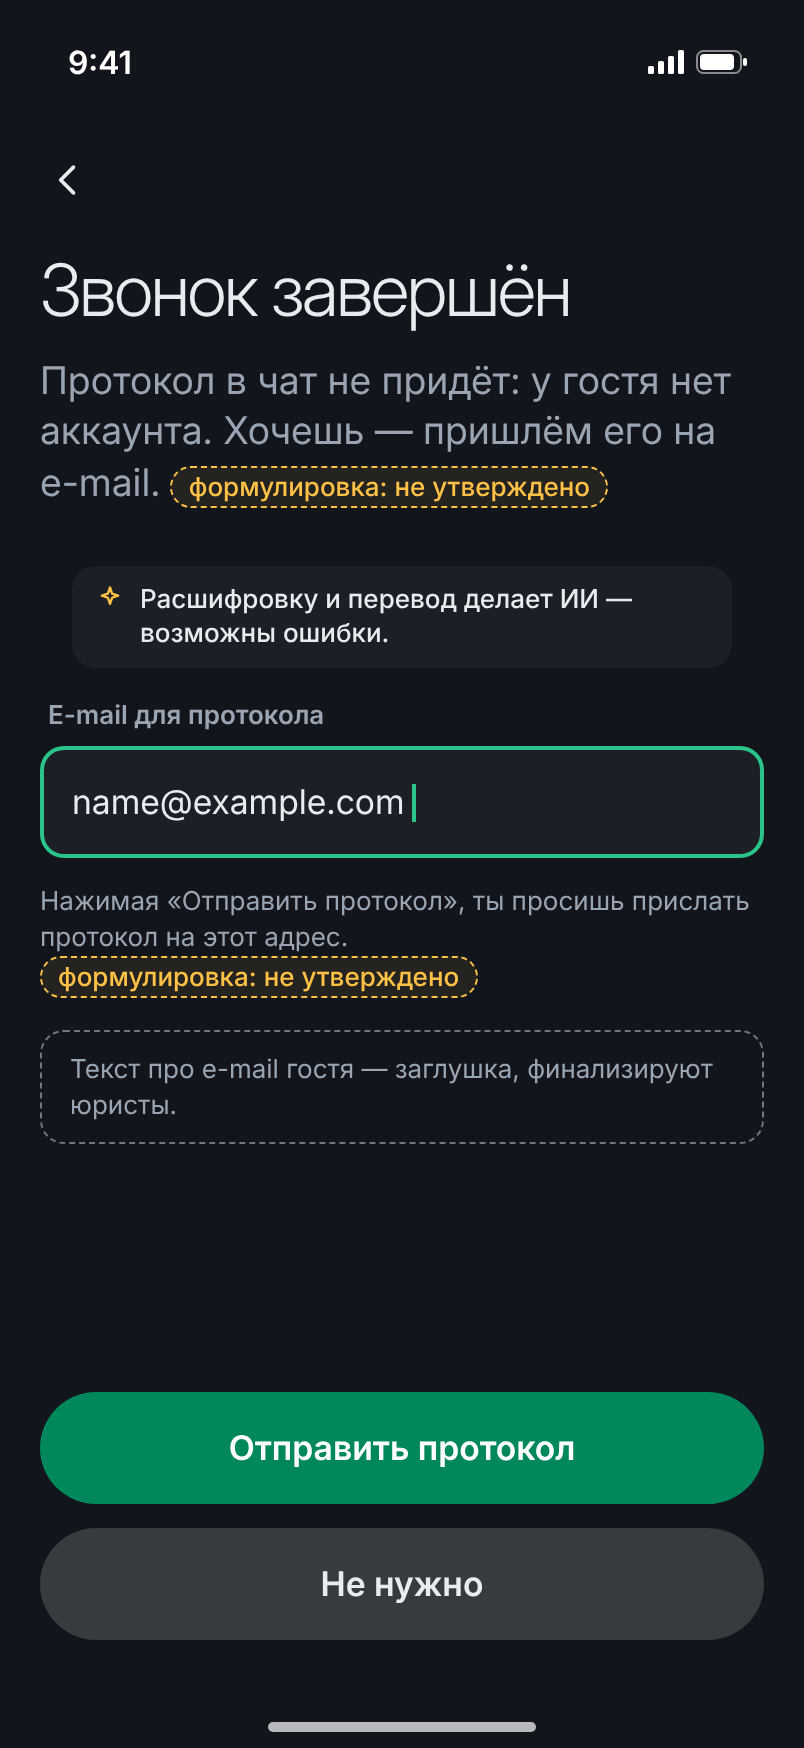 9:41
Звонок завершён
Протокол в чат не придёт: у гостя нет
аккаунта. Хочешь — пришлём его на
e-mail. формулировка: не утверждено
Расшифровку и перевод делает ИИ —
возможны ошибки.
E-mail для протокола
name@example.com
Нажимая «Отправить протокол», ты просишь прислать
протокол на этот адрес.
формулировка: не утверждено
Текст про e-mail гостя — заглушка, финализируют
юристы.
Отправить протокол
Не нужно